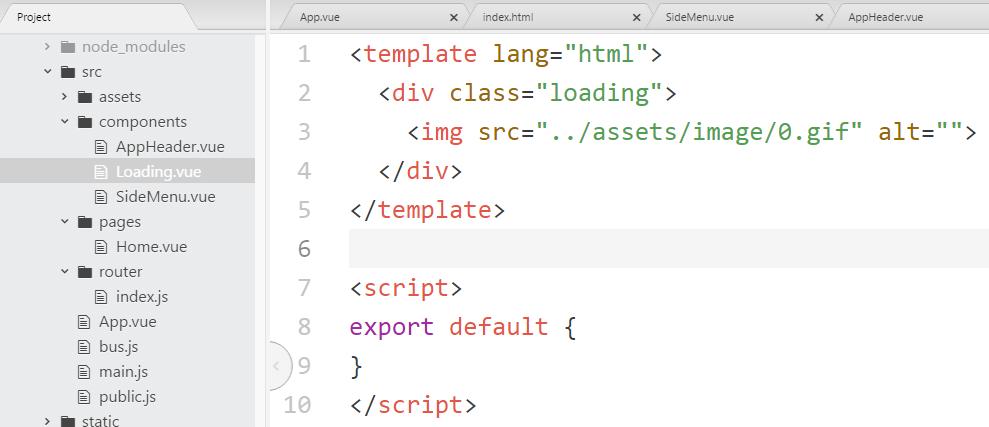 Project
node_modules
src
assets
components
AppHeader.vue
Loading.vue
SideMenu.vue
pages
Home.vue
router
index.js
App.vue
bus.js
main.js
public.js
static
App.vue index.html SideMenu.vue AppHeader.vue
1 <template lang="html">
2 <div class="loading">
3 <img src="../assets/image/0.gif" alt="">
4 </div>
5 </template>
6
7 <script>
8 export default {
9 }
10 </script>